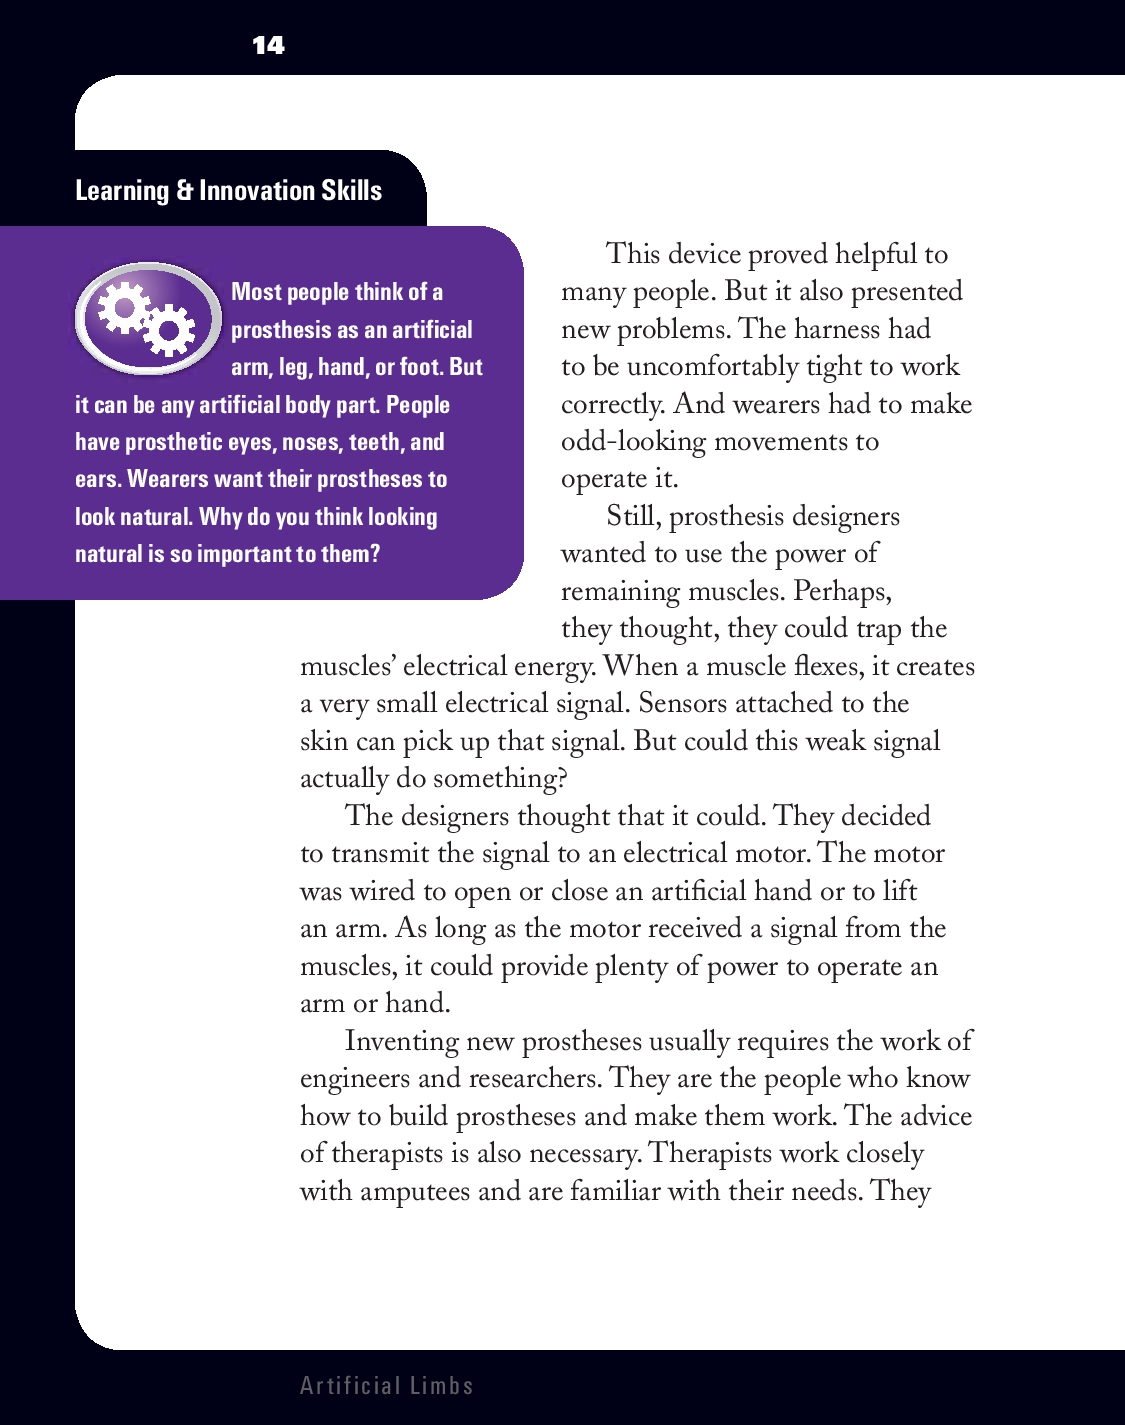 14
Learning & Innovation Skills
Most people think of a
prosthesis as an artificial
arm, leg, hand, or foot. But
it can be any artificial body part. People
have prosthetic eyes, noses, teeth, and
ears. Wearers want their prostheses to
look natural. Why do you think looking
natural is so important to them?
This device proved helpful to
many people. But it also presented
new problems. The harness had
to be uncomfortably tight to work
correctly. And wearers had to make
odd-looking movements to
operate it.
Still, prosthesis designers
wanted to use the power of
remaining muscles. Perhaps,
they thought, they could trap the
muscles’ electrical energy. When a muscle flexes, it creates
a very small electrical signal. Sensors attached to the
skin can pick up that signal. But could this weak signal
actually do something?
The designers thought that it could. They decided
to transmit the signal to an electrical motor. The motor
was wired to open or close an artificial hand or to lift
an arm. As long as the motor received a signal from the
muscles, it could provide plenty of power to operate an
arm or hand.
Inventing new prostheses usually requires the work of
engineers and researchers. They are the people who know
how to build prostheses and make them work. The advice
of therapists is also necessary. Therapists work closely
with amputees and are familiar with their needs. They
Artificial Limbs